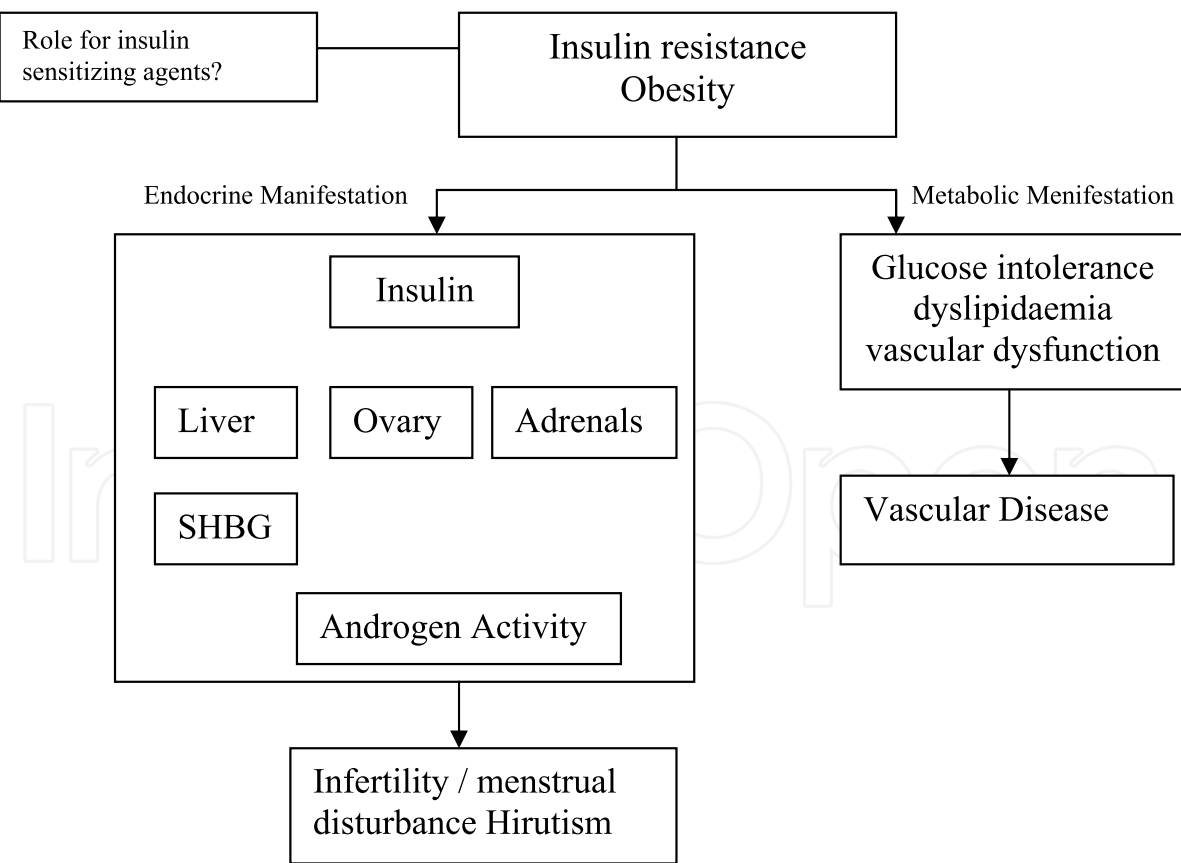 Role for insulin
sensitizing agents?
Insulin resistance
Obesity
Endocrine Manifestation
Metabolic Menifestation
Insulin
Glucose intolerance
dyslipidaemia
vascular dysfunction
Liver
Ovary
Adrenals
SHBG
Vascular Disease
Androgen Activity
Infertility / menstrual
disturbance Hirutism